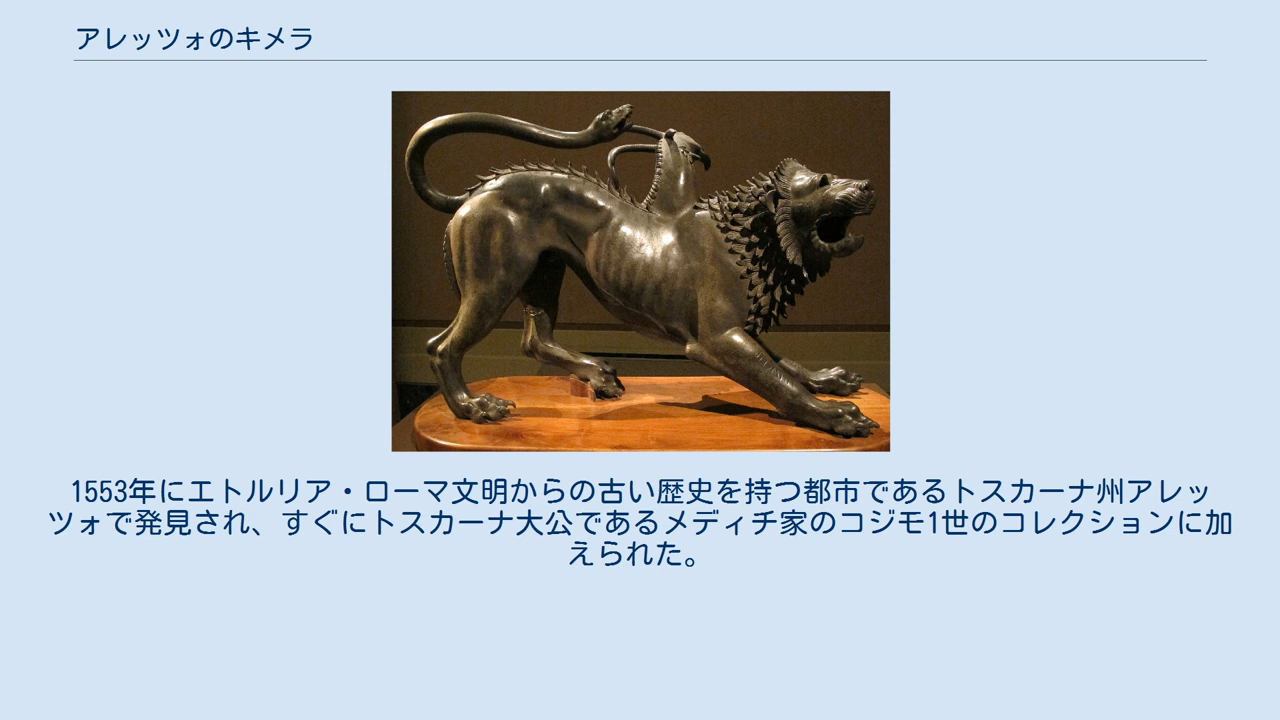 アレッツォのキメラ
1553年にエトルリア・ローマ文明からの古い歴史を持つ都市であるトスカーナ州アレッ
ツォで発見され、すぐにトスカーナ大公であるメディチ家のコジモ1世のコレクションに加
えられた。